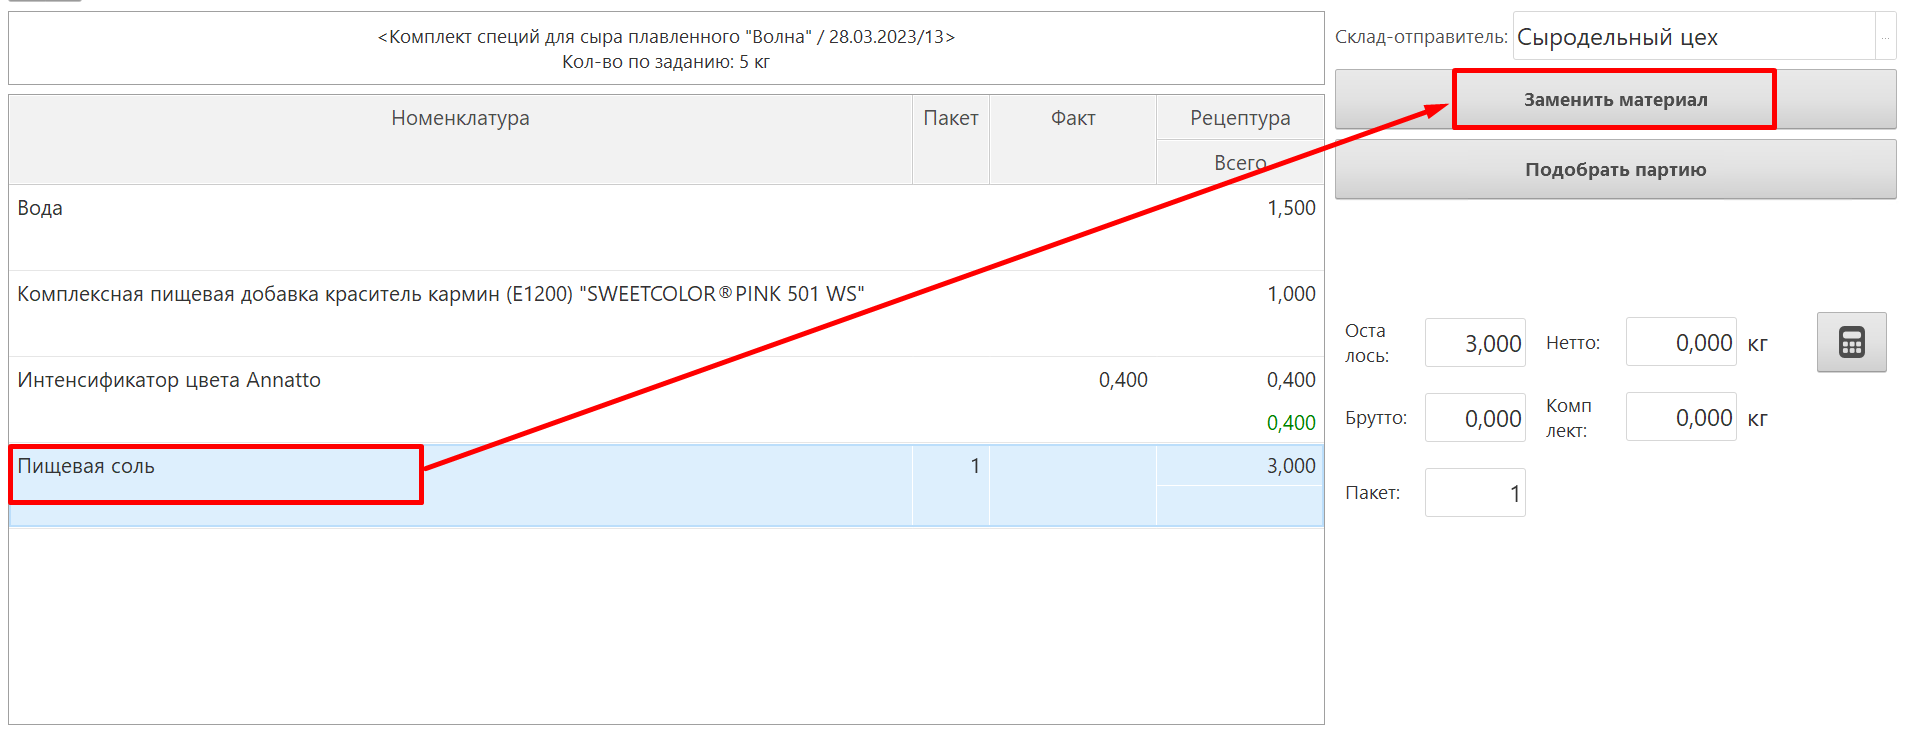 <Комплект специй для сыра плавленного "Волна" / 28.03.2023/13>
Кол-во по заданию: 5 кг
Номенклатура Пакет Факт Рецептура
Всего
Вода 1,500
Комплексная пищевая добавка краситель кармин (Е1200) "SWEETCOLOR®PINK 501 WS" 1,000
Интенсификатор цвета Annatto 0,400 0,400
0,400
Пищевая соль 1 3,000
Склад-отправитель: Сыродельный цех ...
Заменить материал
Подобрать партию
Оста
лось: 3,000 Нетто: 0,000 кг
Брутто: 0,000 Комп
лект: 0,000 кг
Пакет: 1